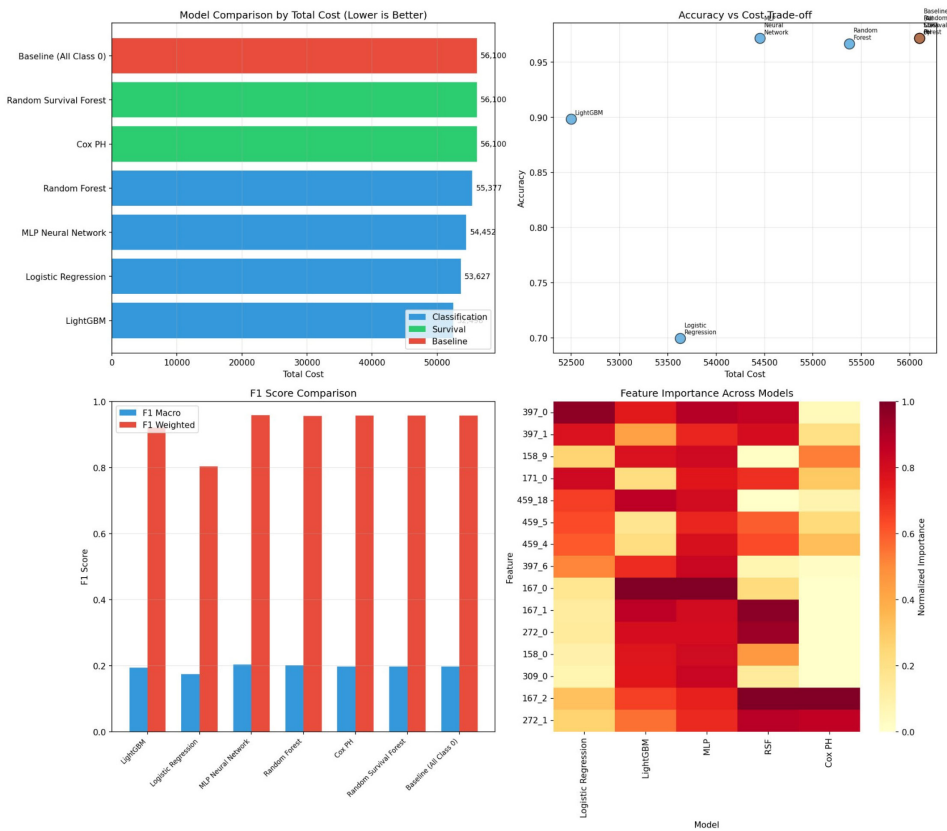 Model Comparison by Total Cost (Lower is Better)
Baseline (All Class 0)
Random Survival Forest
Cox PH
Random Forest
MLP Neural Network
Logistic Regression
LightGBM
56,100
56,100
56,100
55,377
54,452
53,627
Classification
Survival
Baseline
0
10000
20000
30000
40000
50000
Total Cost
Accuracy vs Cost Trade-off
Accuracy
0.95
0.90
0.85
0.80
0.75
0.70
MLP
Neural
Network
Random
Forest
Baseline
Forest
LightGBM
Logistic
Regression
52500
53000
53500
54000
54500
55000
55500
56000
Total Cost
F1 Score Comparison
F1 Macro
F1 Weighted
F1 Score
1.0
0.8
0.6
0.4
0.2
0.0
LightGBM
Logistic Regression
MLP Neural Network
Random Forest
Cox PH
Random Survival Forest
Baseline (All Class 0)
Feature Importance Across Models
Feature
397_0
397_1
158_9
171_0
459_18
459_5
459_4
397_6
167_0
167_1
272_0
158_0
309_0
167_2
272_1
Logistic Regression
LightGBM
MLP
RSF
Cox PH
Model
1.0
0.8
0.6
0.4
0.2
0.0
Normalized Importance